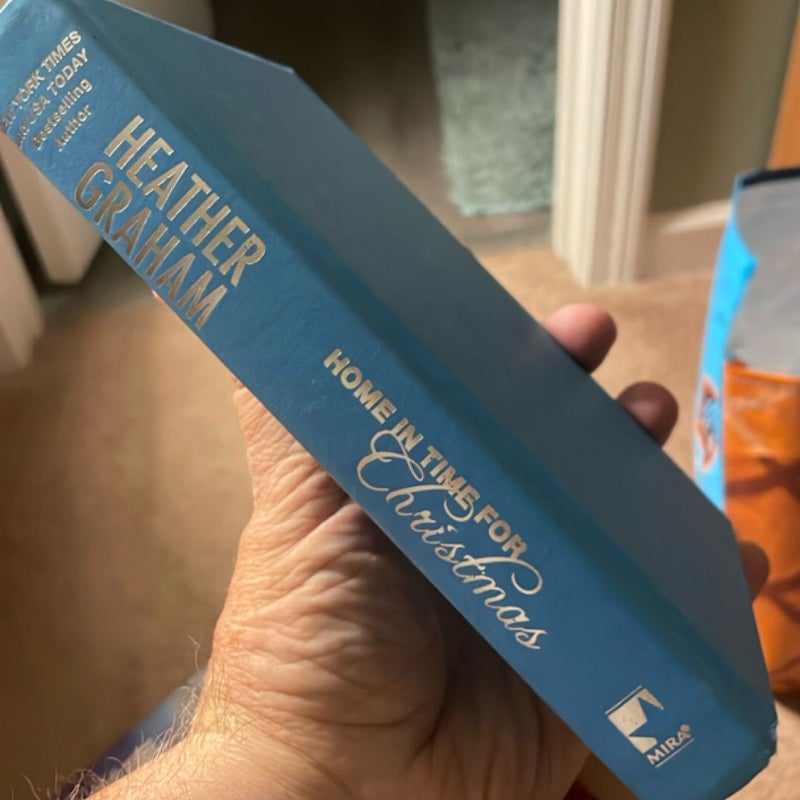 YORK TIMES
USA TODAY
Bestselling
Author
HEATHER
GRAHAM
HOME IN TIME FOR
Christmas
MIRA®